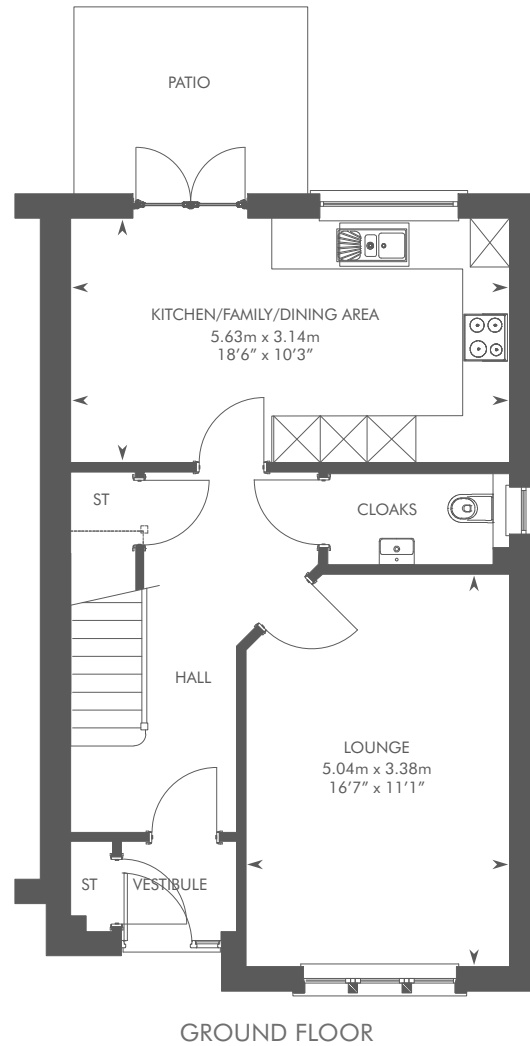 PATIO
KITCHEN/FAMILY/DINING AREA
5.63m x 3.14m
18’6” x 10’3”
ST
CLOAKS
HALL
LOUNGE
5.04m x 3.38m
16’7” x 11’1”
ST
VESTIBULE
GROUND FLOOR